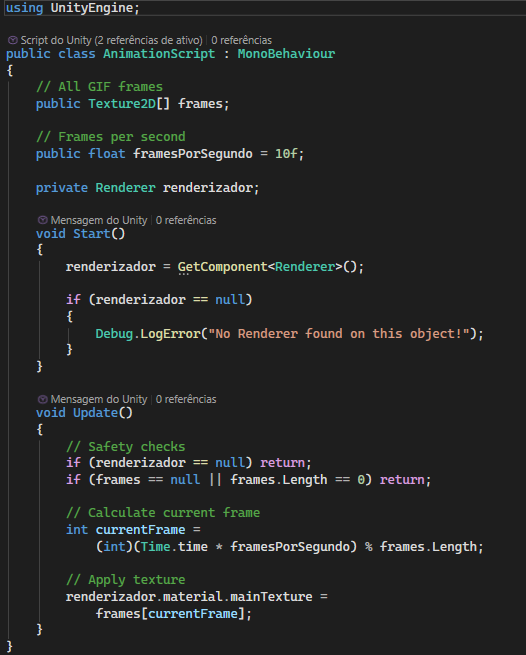 using UnityEngine;
Script do Unity (2 referências de ativo) | 0 referências
public class AnimationScript : MonoBehaviour
{
// All GIF frames
public Texture2D[] frames;
// Frames per second
public float framesPorSegundo = 10f;
private Renderer renderizador;
Mensagem do Unity | 0 referências
void Start()
{
renderizador = GetComponent<Renderer>();
if (renderizador == null)
{
Debug.LogError("No Renderer found on this object!");
}
}
Mensagem do Unity | 0 referências
void Update()
{
// Safety checks
if (renderizador == null) return;
if (frames == null || frames.Length == 0) return;
// Calculate current frame
int currentFrame =
(int)(Time.time * framesPorSegundo) % frames.Length;
// Apply texture
renderizador.material.mainTexture =
frames[currentFrame];
}
}